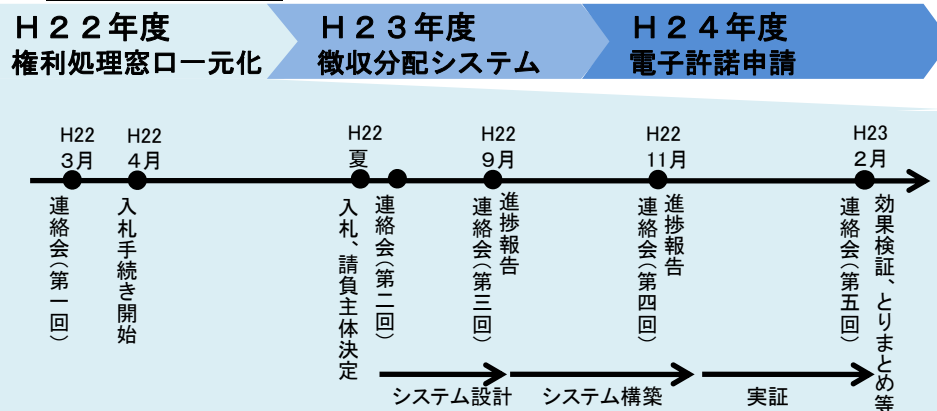 H22年度
権利処理窓口一元化
H23年度
徴収分配システム
H24年度
電子許諾申請
H22
3月
H22
4月
H22
夏
H22
9月
H22
11月
H23
2月
連絡会(第一回)
入札手続き開始
入札、請負主体決定
連絡会(第二回)
連絡会(第三回)
進捗報告
連絡会(第四回)
進捗報告
連絡会(第五回)
効果検証、とりまとめ等
システム設計
システム構築
実証